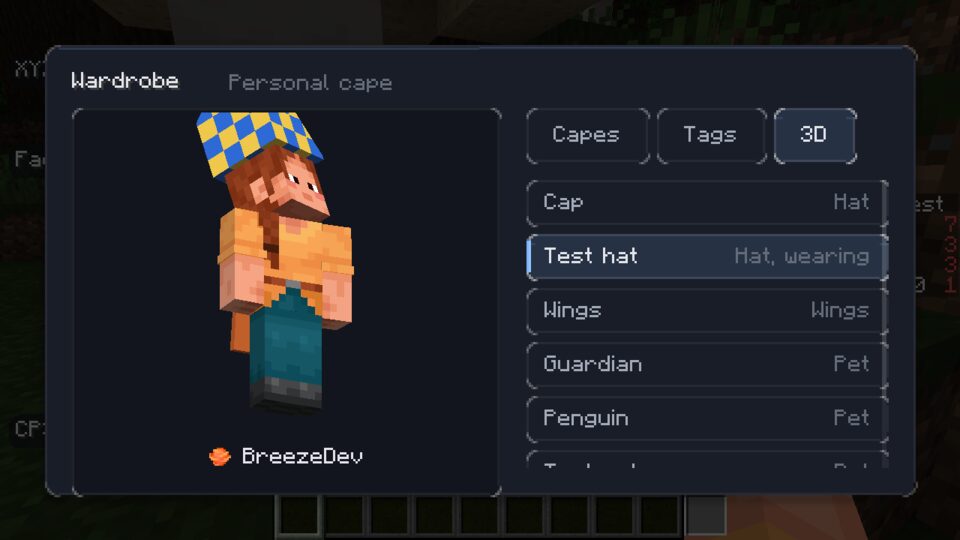 Wardrobe
Personal cape
Capes
Tags
3D
Cap
Hat
Test hat
Hat, wearing
Wings
Wings
Guardian
Pet
Penguin
Pet
BreezeDev
XYZ